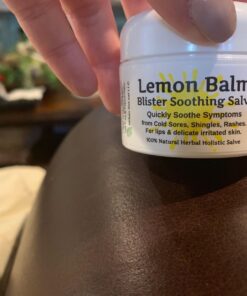 Lemon Balm
Blister Soothing Salve
Quickly Soothe Symptoms
from Cold Sores, Shingles, Rashes.
For lips & delicate irritated skin.
100% Natural Herbal Holistic Salve